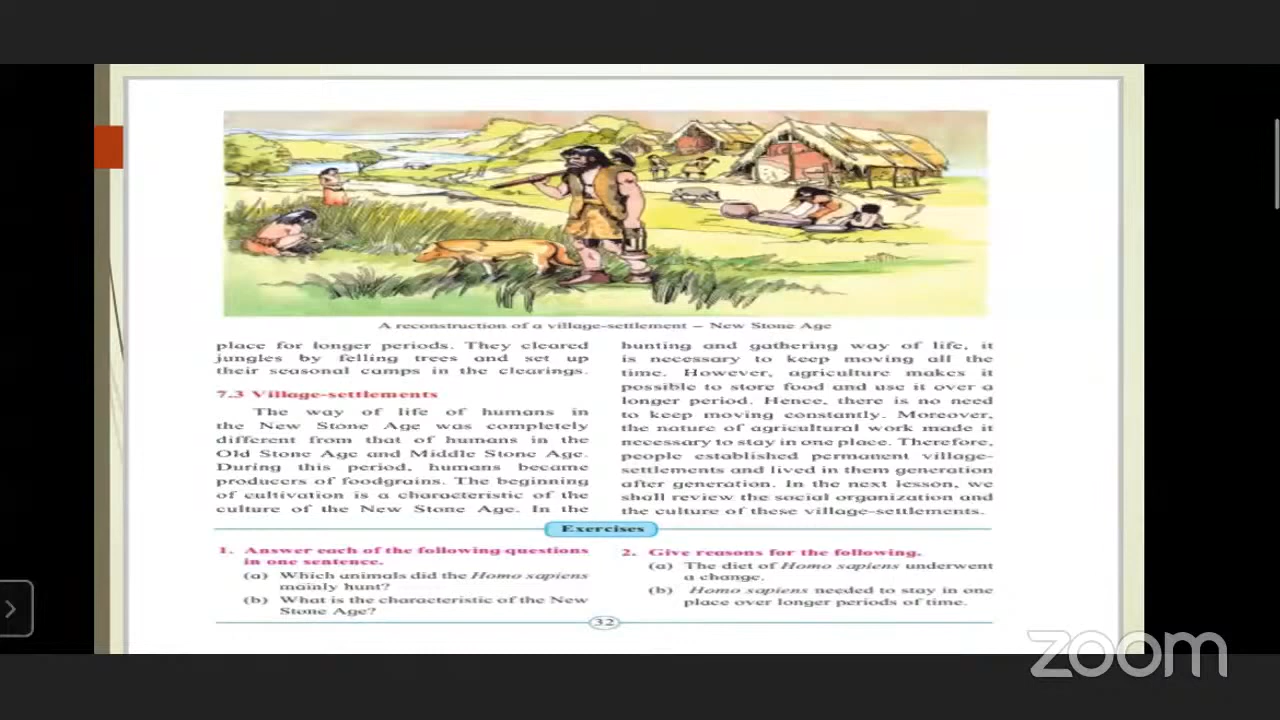 A reconstruction of a village-settlement – New Stone Age
place for longer periods. They cleared
jungles by felling trees and set up
their seasonal camps in the clearings.
7.3 Village-settlements
The way of life of humans in
the New Stone Age was completely
different from that of humans in the
Old Stone Age and Middle Stone Age.
During this period, humans became
producers of foodgrains. The beginning
of cultivation is a characteristic of the
culture of the New Stone Age. In the
hunting and gathering way of life, it
is necessary to keep moving all the
time. However, agriculture makes it
possible to store food and use it over a
longer period. Hence, there is no need
to keep moving constantly. Moreover,
the nature of agricultural work made it
necessary to stay in one place. Therefore,
people established permanent village-
settlements and lived in them generation
after generation. In the next lesson, we
shall review the social organization and
the culture of these village-settlements.
Exercises
1. Answer each of the following questions
in one sentence.
(a) Which animals did the Homo sapiens
mainly hunt?
(b) What is the characteristic of the New
Stone Age?
2. Give reasons for the following.
(a) The diet of Homo sapiens underwent
a change.
(b) Homo sapiens needed to stay in one
place over longer periods of time.
32
zoom